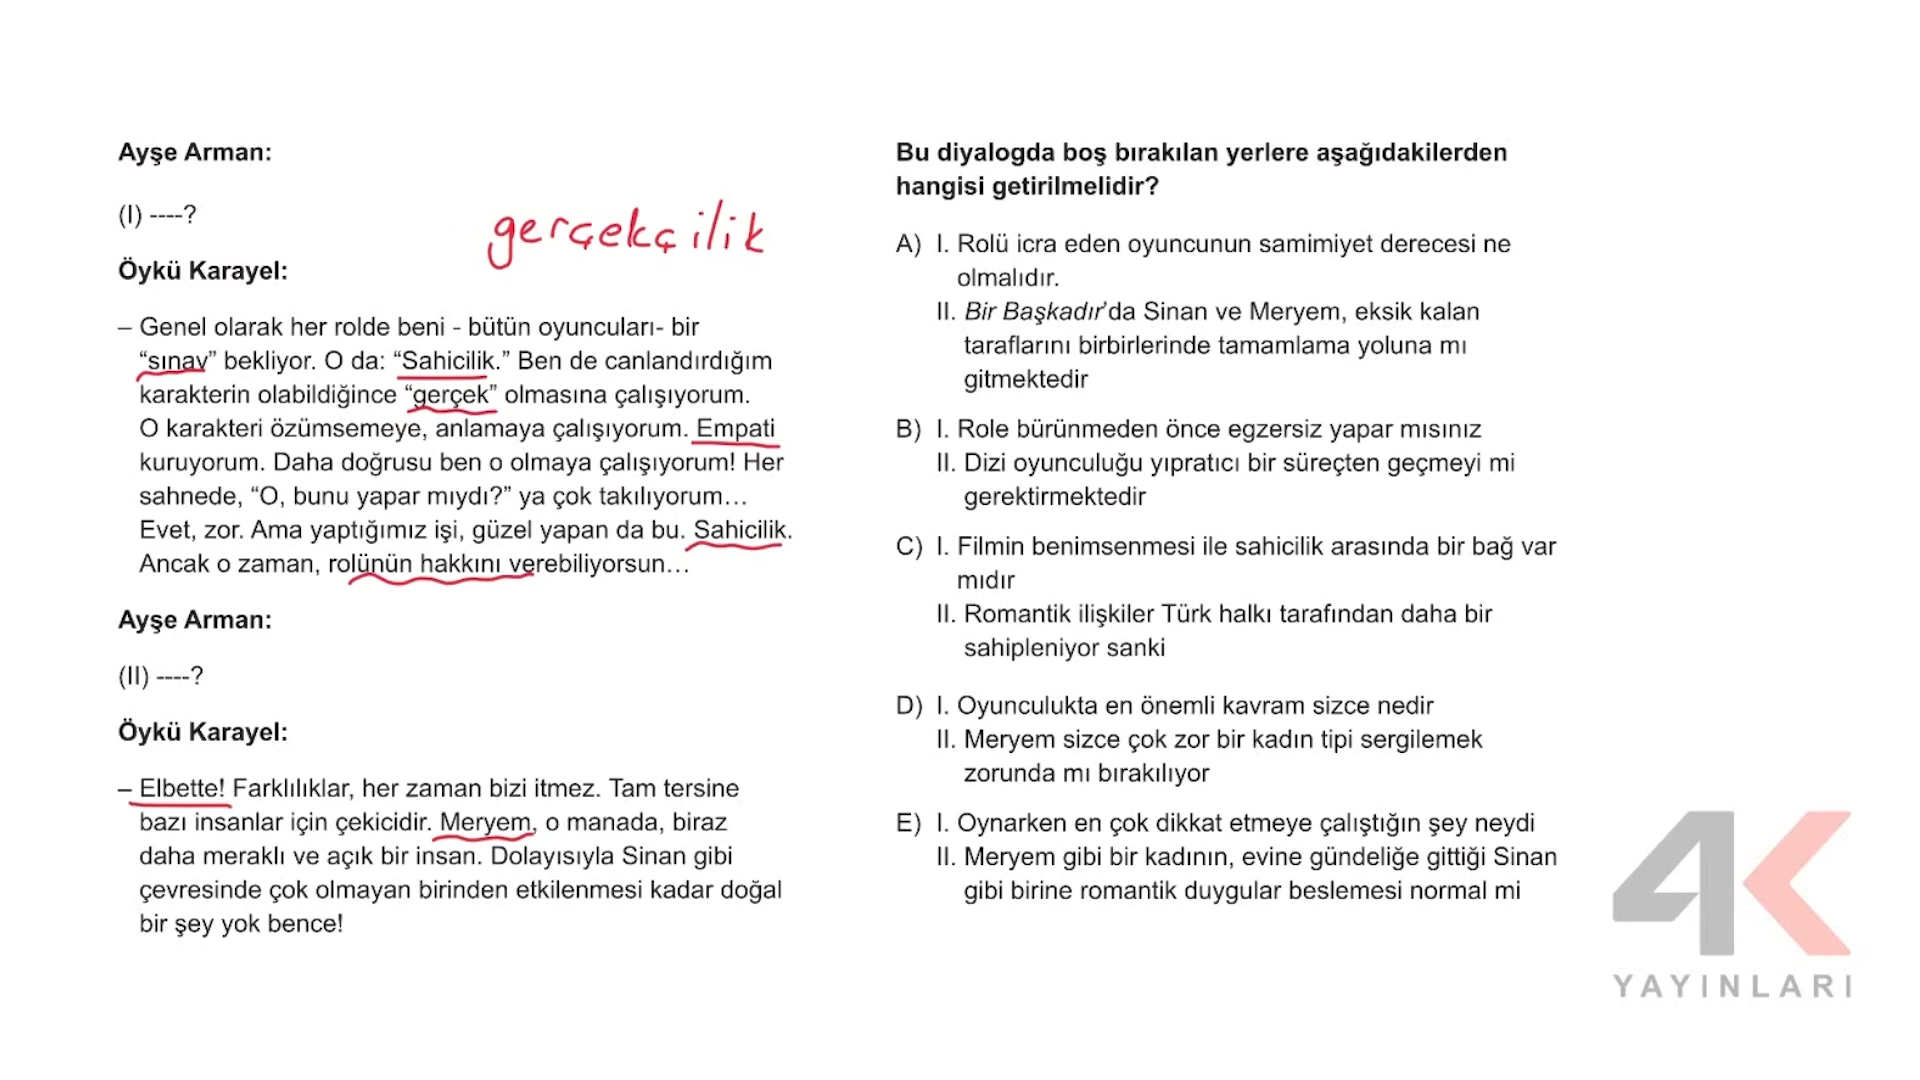 Ayşe Arman:
(I) ----?
gerçekçilik
Öykü Karayel:
– Genel olarak her rolde beni - bütün oyuncuları- bir
“sınav” bekliyor. O da: “Sahicilik.” Ben de canlandırdığım
karakterin olabildiğince “gerçek” olmasına çalışıyorum.
O karakteri özümsemeye, anlamaya çalışıyorum. Empati
kuruyorum. Daha doğrusu ben o olmaya çalışıyorum! Her
sahnede, “O, bunu yapar mıydı?” ya çok takılıyorum…
Evet, zor. Ama yaptığımız işi, güzel yapan da bu. Sahicilik.
Ancak o zaman, rolünün hakkını verebiliyorsun…
Ayşe Arman:
(II) ----?
Öykü Karayel:
– Elbette! Farklılıklar, her zaman bizi itmez. Tam tersine
bazı insanlar için çekicidir. Meryem, o manada, biraz
daha meraklı ve açık bir insan. Dolayısıyla Sinan gibi
çevresinde çok olmayan birinden etkilenmesi kadar doğal
bir şey yok bence!
Bu diyalogda boş bırakılan yerlere aşağıdakilerden
hangisi getirilmelidir?
A) I. Rolü icra eden oyuncunun samimiyet derecesi ne
olmalıdır.
II. Bir Başkadır’da Sinan ve Meryem, eksik kalan
taraflarını birbirlerinde tamamlama yoluna mı
gitmektedir
B) I. Role bürünmeden önce egzersiz yapar mısınız
II. Dizi oyunculuğu yıpratıcı bir süreçten geçmeyi mi
gerektirmektedir
C) I. Filmin benimsenmesi ile sahicilik arasında bir bağ var
mıdır
II. Romantik ilişkiler Türk halkı tarafından daha bir
sahipleniyor sanki
D) I. Oyunculukta en önemli kavram sizce nedir
II. Meryem sizce çok zor bir kadın tipi sergilemek
zorunda mı bırakılıyor
E) I. Oynarken en çok dikkat etmeye çalıştığın şey neydi
II. Meryem gibi bir kadının, evine gündeliğe gittiği Sinan
gibi birine romantik duygular beslemesi normal mi
4K
YAYINLARI